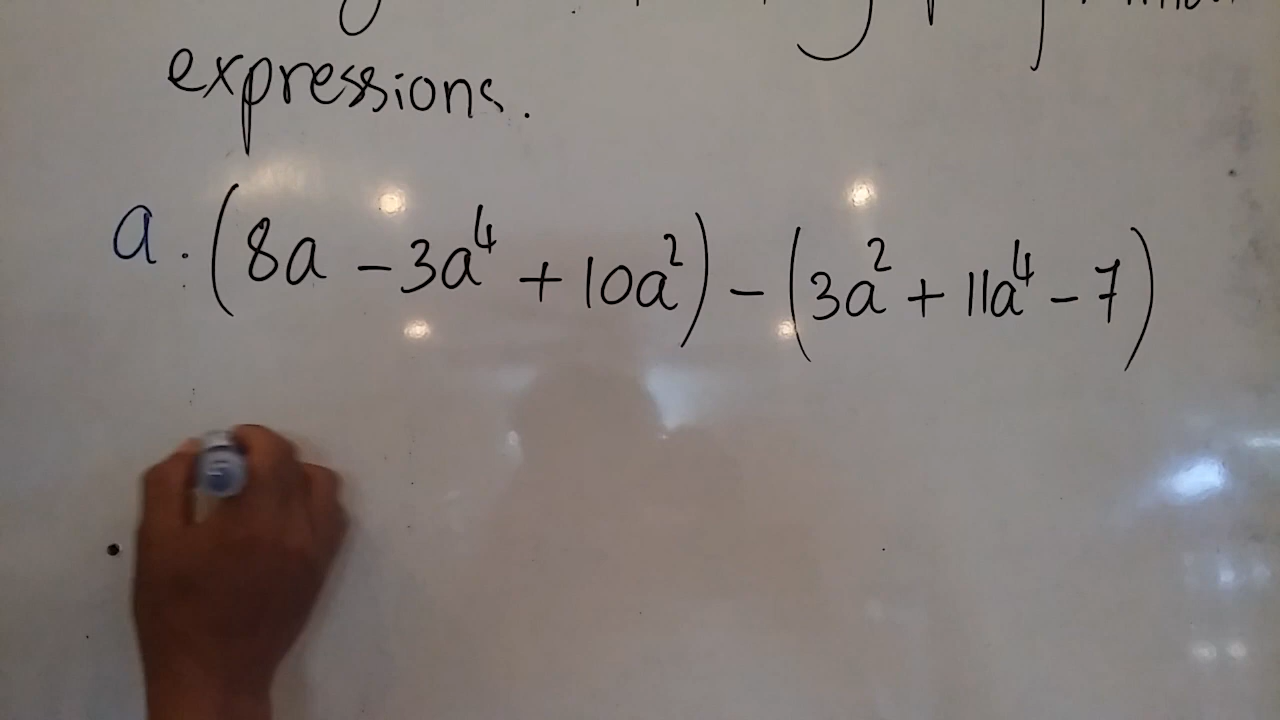 expressions.
a. (8a - 3a⁴ + 10a²) - (3a² + 11a⁴ - 7)